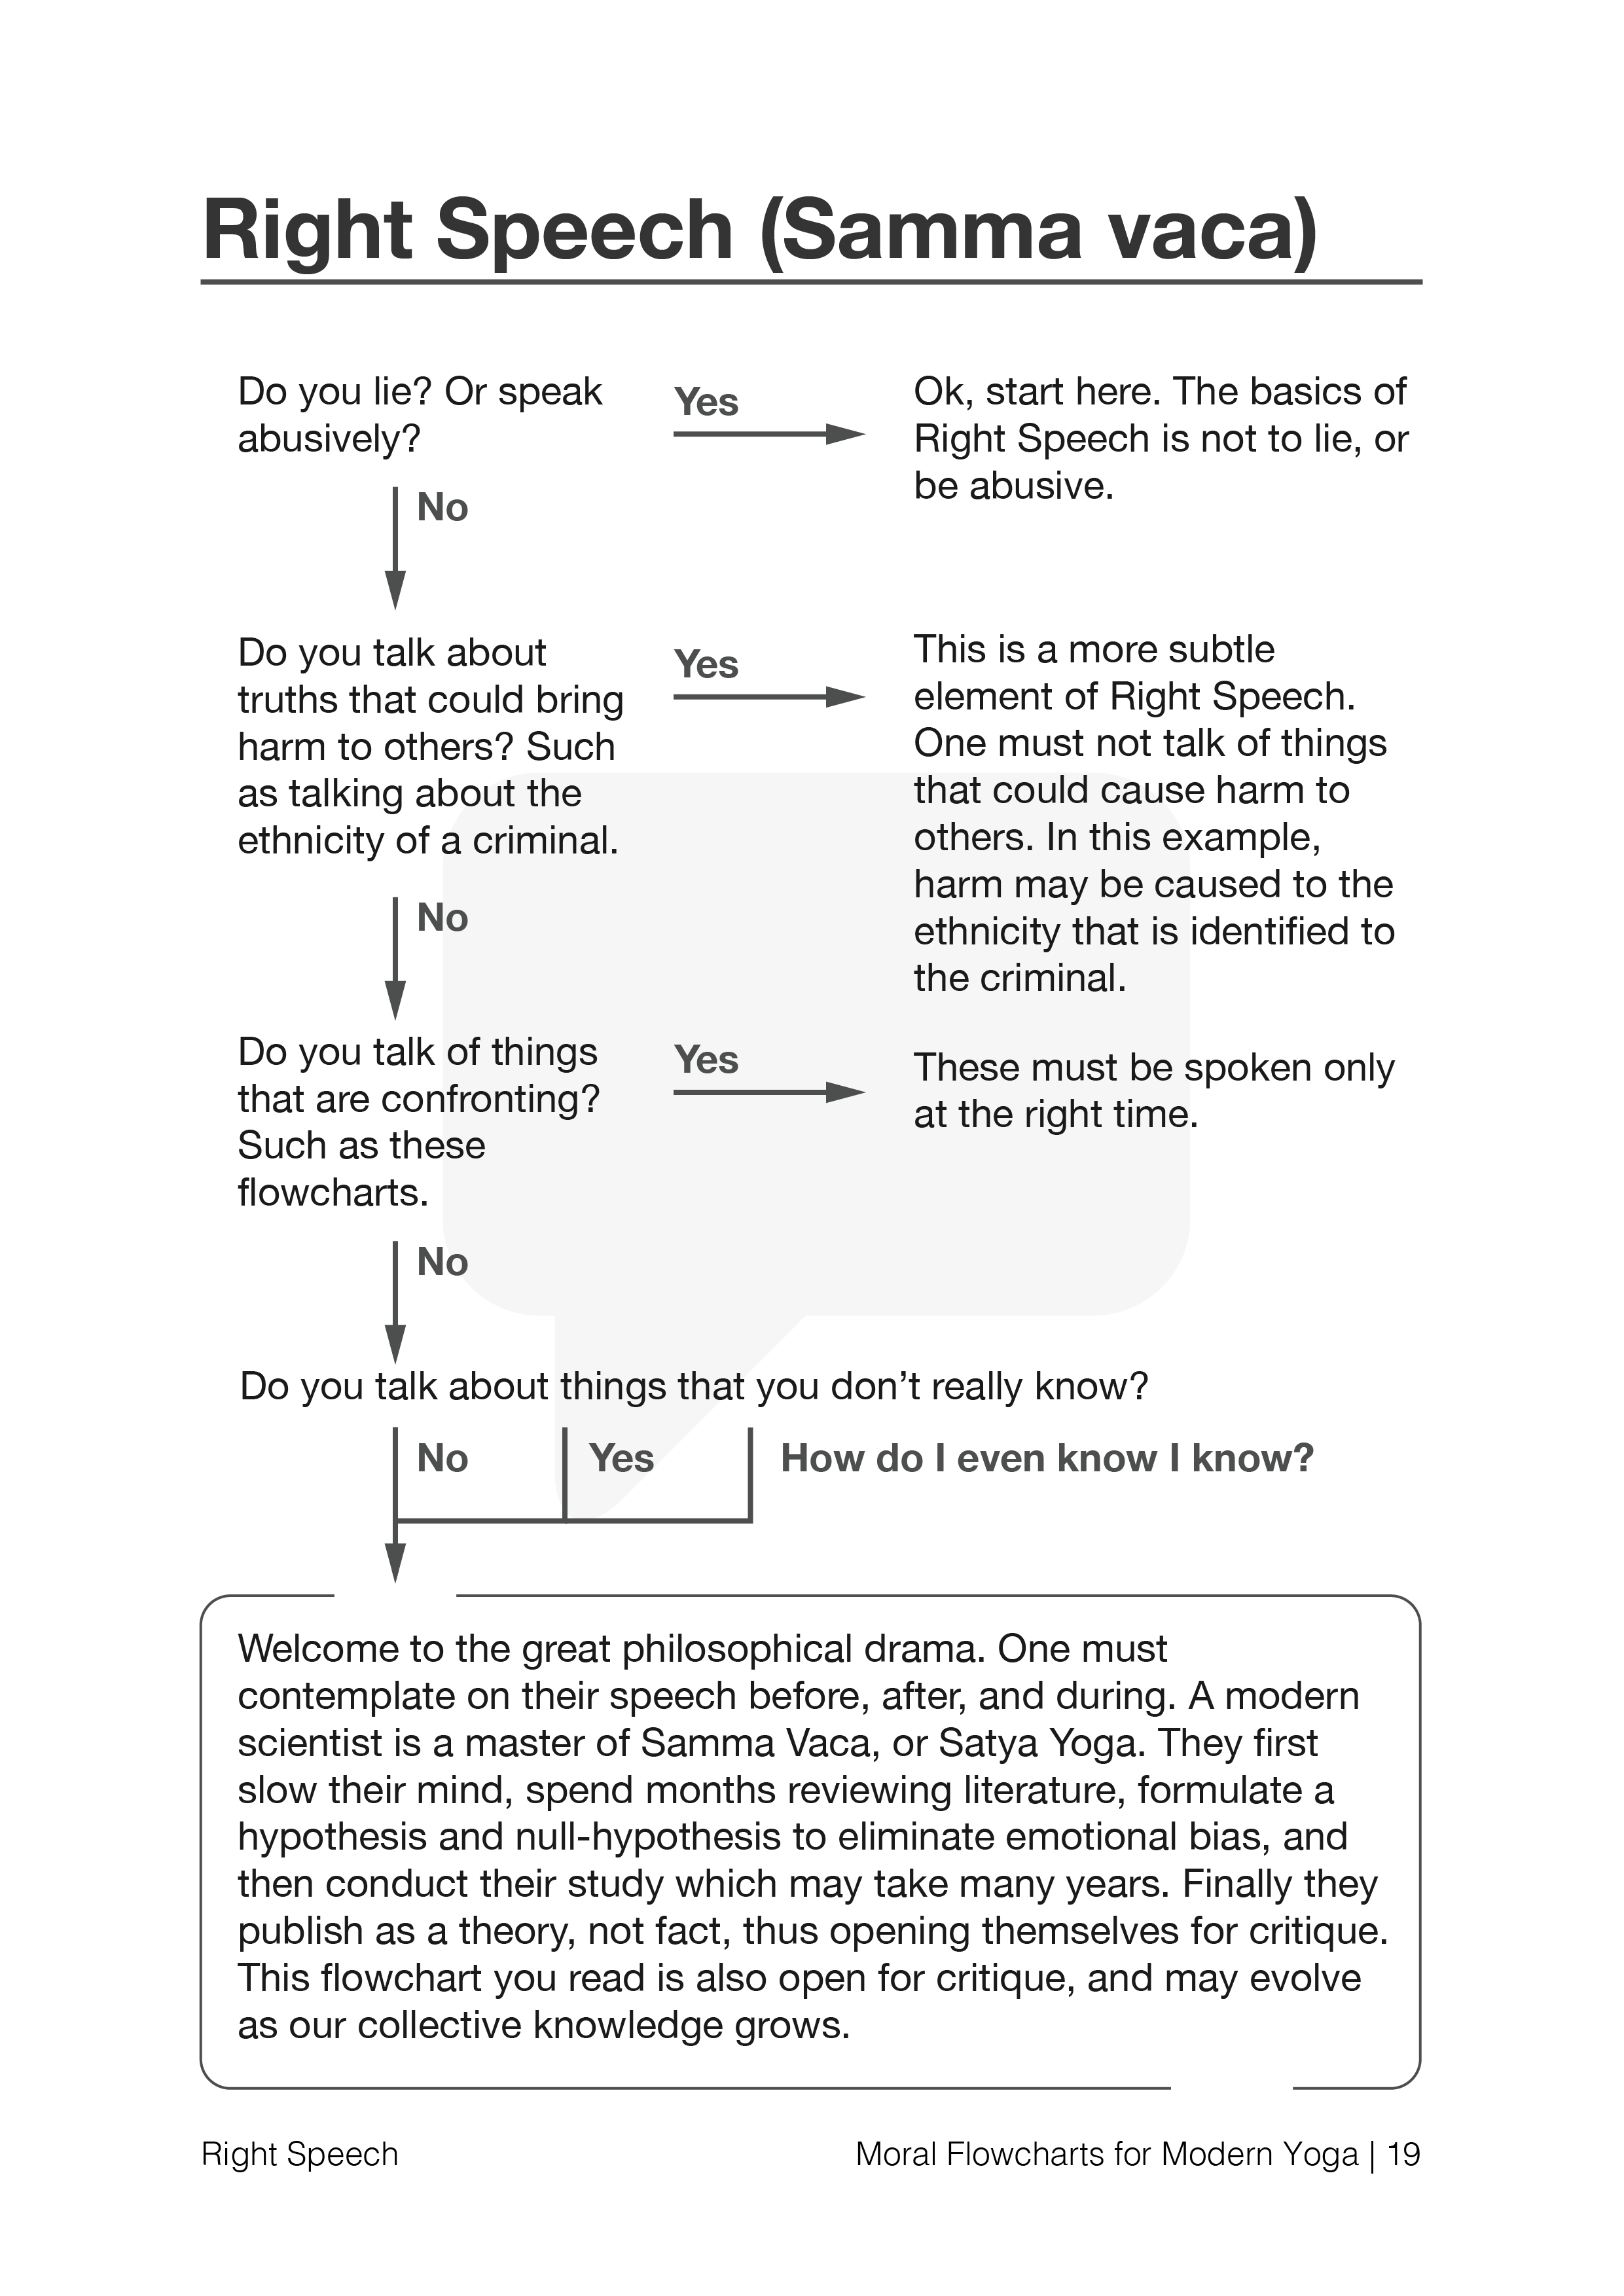 Right Speech (Samma vaca)
Do you lie? Or speak
abusively?
Yes
Ok, start here. The basics of
Right Speech is not to lie, or
be abusive.
No
Do you talk about
truths that could bring
harm to others? Such
as talking about the
ethnicity of a criminal.
Yes
This is a more subtle
element of Right Speech.
One must not talk of things
that could cause harm to
others. In this example,
harm may be caused to the
ethnicity that is identified to
the criminal.
No
Do you talk of things
that are confronting?
Such as these
flowcharts.
Yes
These must be spoken only
at the right time.
No
Do you talk about things that you don’t really know?
No
Yes
How do I even know I know?
Welcome to the great philosophical drama. One must
contemplate on their speech before, after, and during. A modern
scientist is a master of Samma Vaca, or Satya Yoga. They first
slow their mind, spend months reviewing literature, formulate a
hypothesis and null-hypothesis to eliminate emotional bias, and
then conduct their study which may take many years. Finally they
publish as a theory, not fact, thus opening themselves for critique.
This flowchart you read is also open for critique, and may evolve
as our collective knowledge grows.
Right Speech
Moral Flowcharts for Modern Yoga | 19